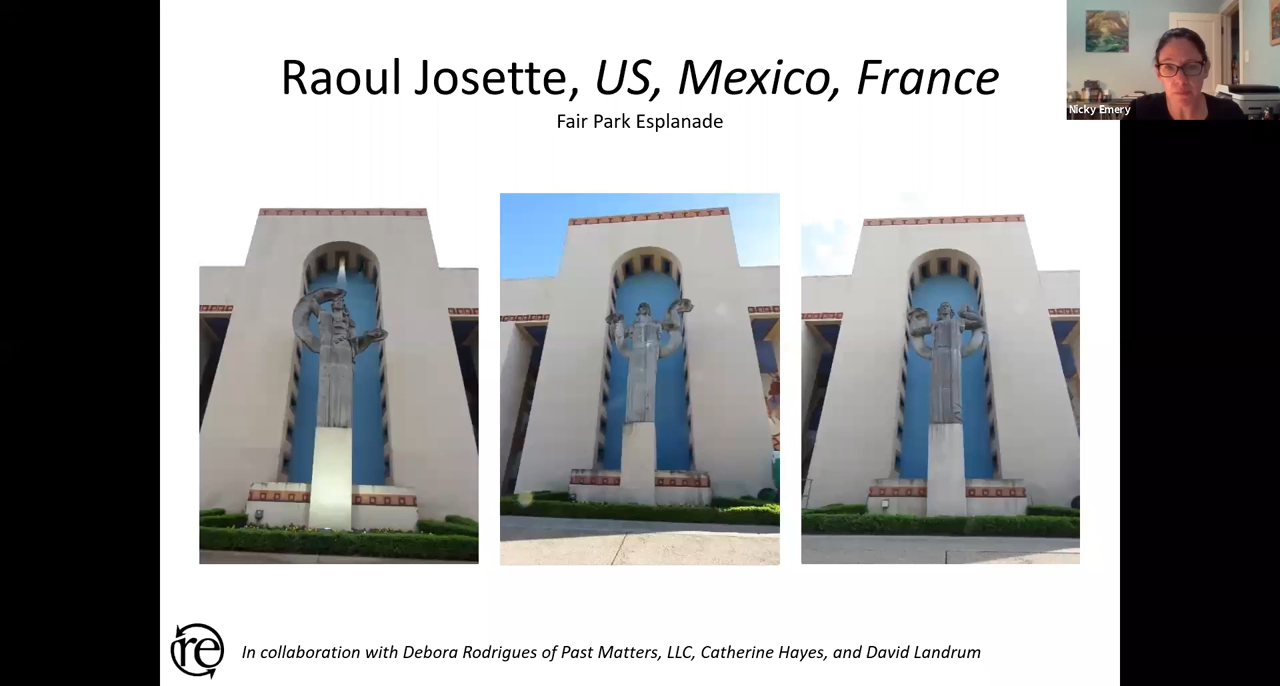 Raoul Josette, US, Mexico, France
Fair Park Esplanade
Nicky Emery
re
In collaboration with Debora Rodrigues of Past Matters, LLC, Catherine Hayes, and David Landrum